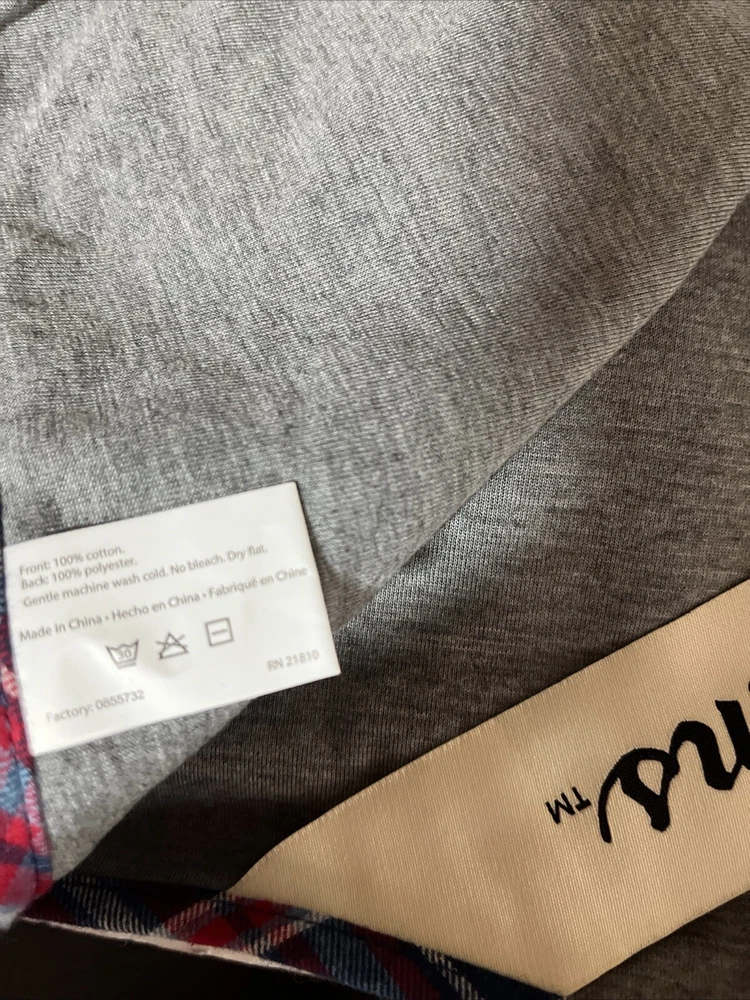 Front: 100% cotton.
Back: 100% polyester.
Gentle machine wash cold. No bleach. Dry flat.
Made in China • Hecho en China • Fabriqué en Chine
30
RN 21810
Factory: 0855732
TM